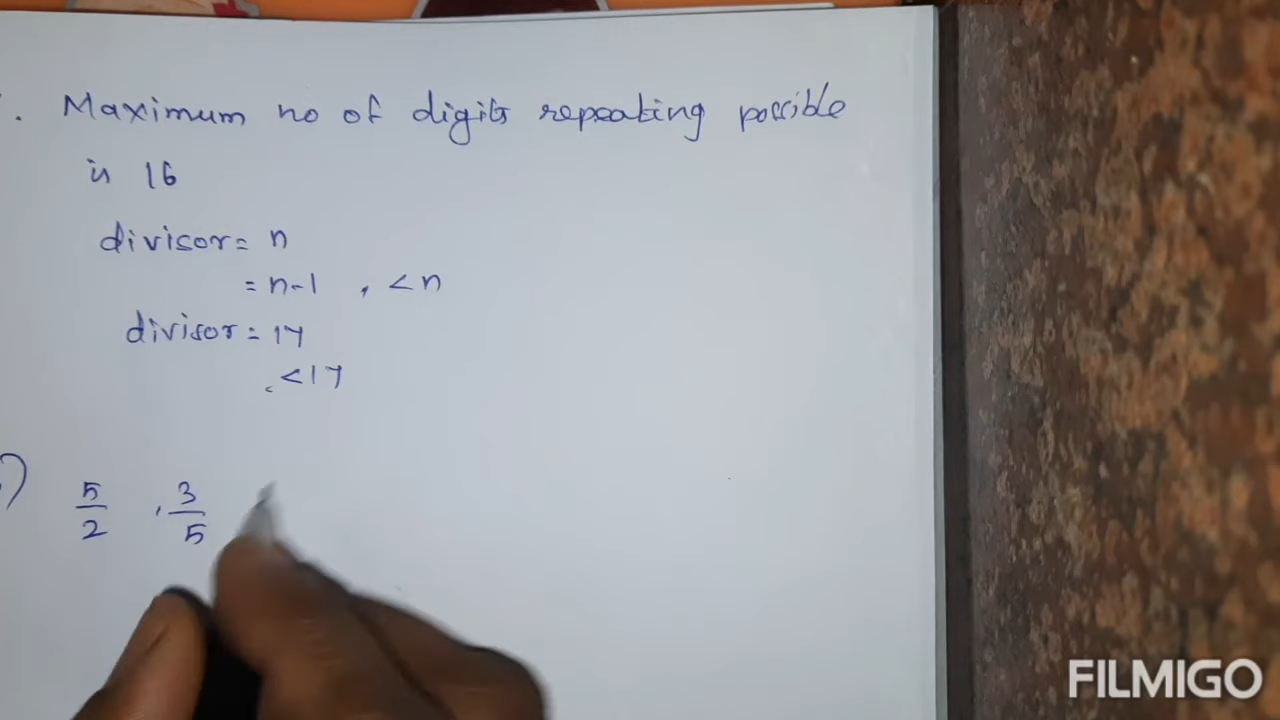 . Maximum no of digits repeating possible
is 16
divisor = n
= n-1 , < n
divisor = 17
. < 17
) 5/2 , 3/5
FILMIGO